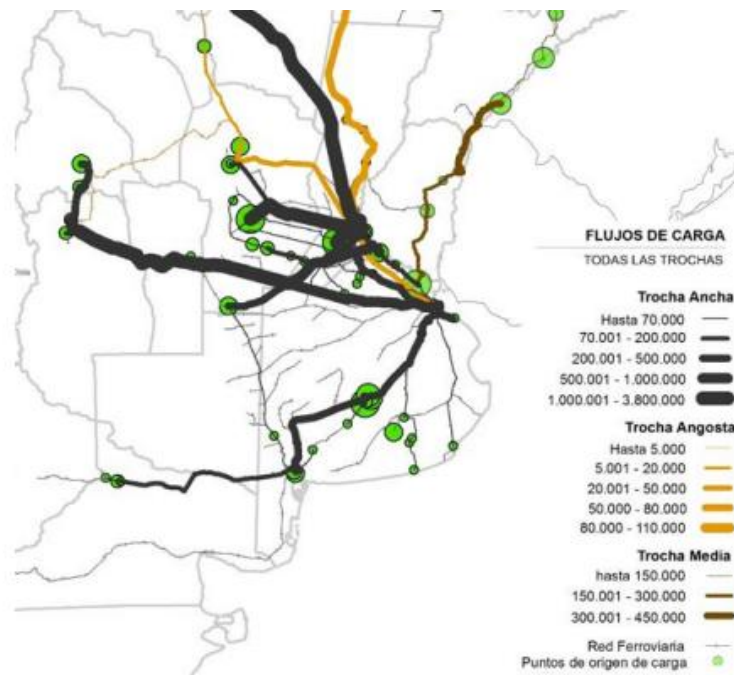 FLUJOS DE CARGA
TODAS LAS TROCHAS
Trocha Ancha
Hasta 70.000
70.001 - 200.000
200.001 - 500.000
500.001 - 1.000.000
1.000.001 - 3.800.000
Trocha Angosta
Hasta 5.000
5.001 - 20.000
20.001 - 50.000
50.000 - 80.000
80.000 - 110.000
Trocha Media
hasta 150.000
150.001 - 300.000
300.001 - 450.000
Red Ferroviaria
Puntos de origen de carga